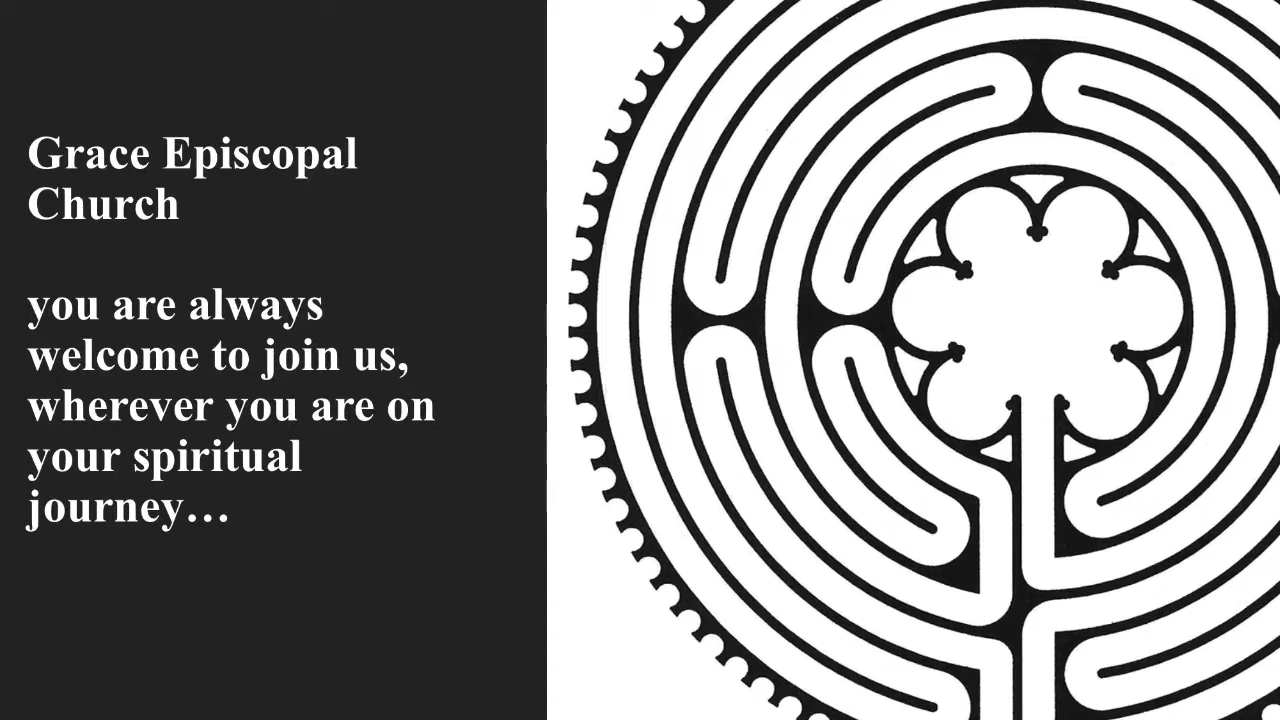 Grace Episcopal
Church
you are always
welcome to join us,
wherever you are on
your spiritual
journey…